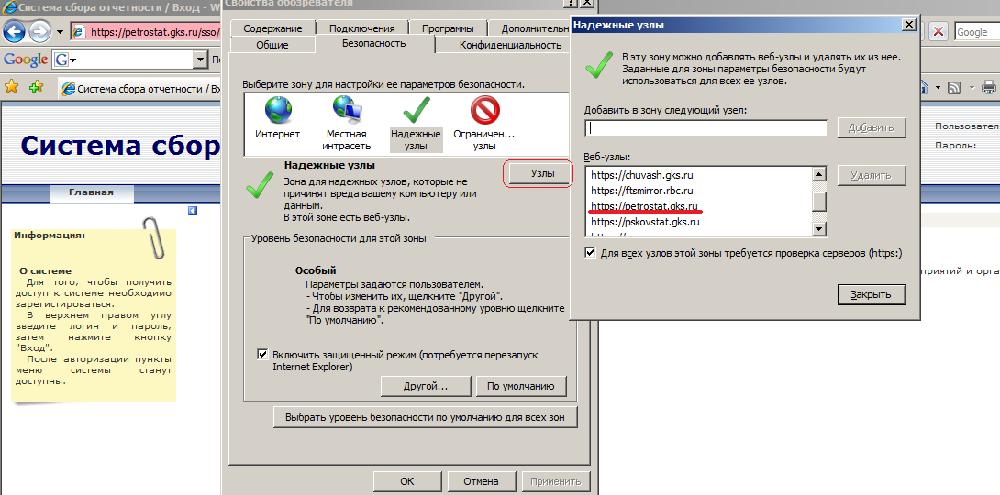 Система сбора отчетности / Вход - W
https://petrostat.gks.ru/sso/
Google
G
Система сбора отчетности / Вх
Система сбор
Главная
Информация:
О системе
Для того, чтобы получить
доступ к системе необходимо
зарегистироваться.
В верхнем правом углу
введите логин и пароль,
затем нажмите кнопку
"Вход".
После авторизации пункты
меню системы станут
доступны.
Свойства обозревателя
Содержание
Подключения
Программы
Дополнительн
Общие
Безопасность
Конфиденциальность
Выберите зону для настройки ее параметров безопасности.
Интернет
Местная
интрасеть
Надежные
узлы
Ограничен...
узлы
Надежные узлы
Узлы
Зона для надежных узлов, которые не
причинят вреда вашему компьютеру или
данным.
В этой зоне есть веб-узлы.
Уровень безопасности для этой зоны
Особый
Параметры задаются пользователем.
- Чтобы изменить их, щелкните "Другой".
- Для возврата к рекомендованному уровню щелкните
"По умолчанию".
Включить защищенный режим (потребуется перезапуск
Internet Explorer)
Другой...
По умолчанию
Выбрать уровень безопасности по умолчанию для всех зон
ОК
Отмена
Применить
Надежные узлы
В эту зону можно добавлять веб-узлы и удалять их из нее.
Заданные для зоны параметры безопасности будут
использоваться для всех ее узлов.
Добавить в зону следующий узел:
Добавить
Веб-узлы:
https://chuvash.gks.ru
https://ftsmirror.rbc.ru
https://petrostat.gks.ru
https://pskovstat.gks.ru
Удалить
Для всех узлов этой зоны требуется проверка серверов (https:)
Закрыть
Google
Пользовател
Пароль:
приятий и орга